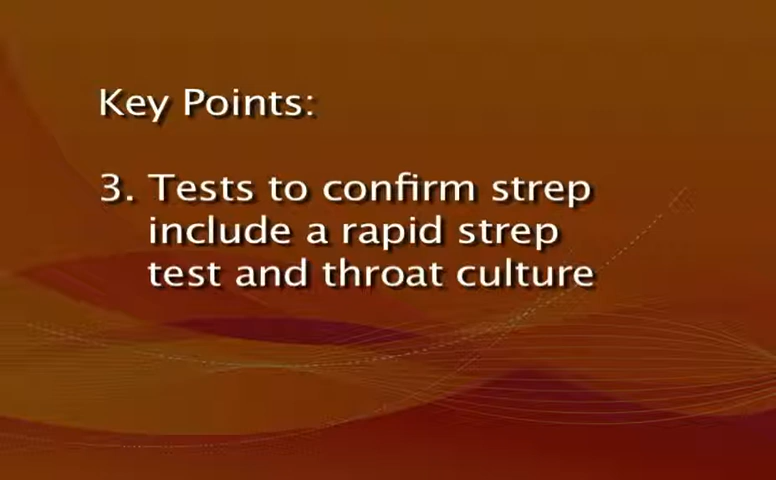 Key Points:
3. Tests to confirm strep
include a rapid strep
test and throat culture